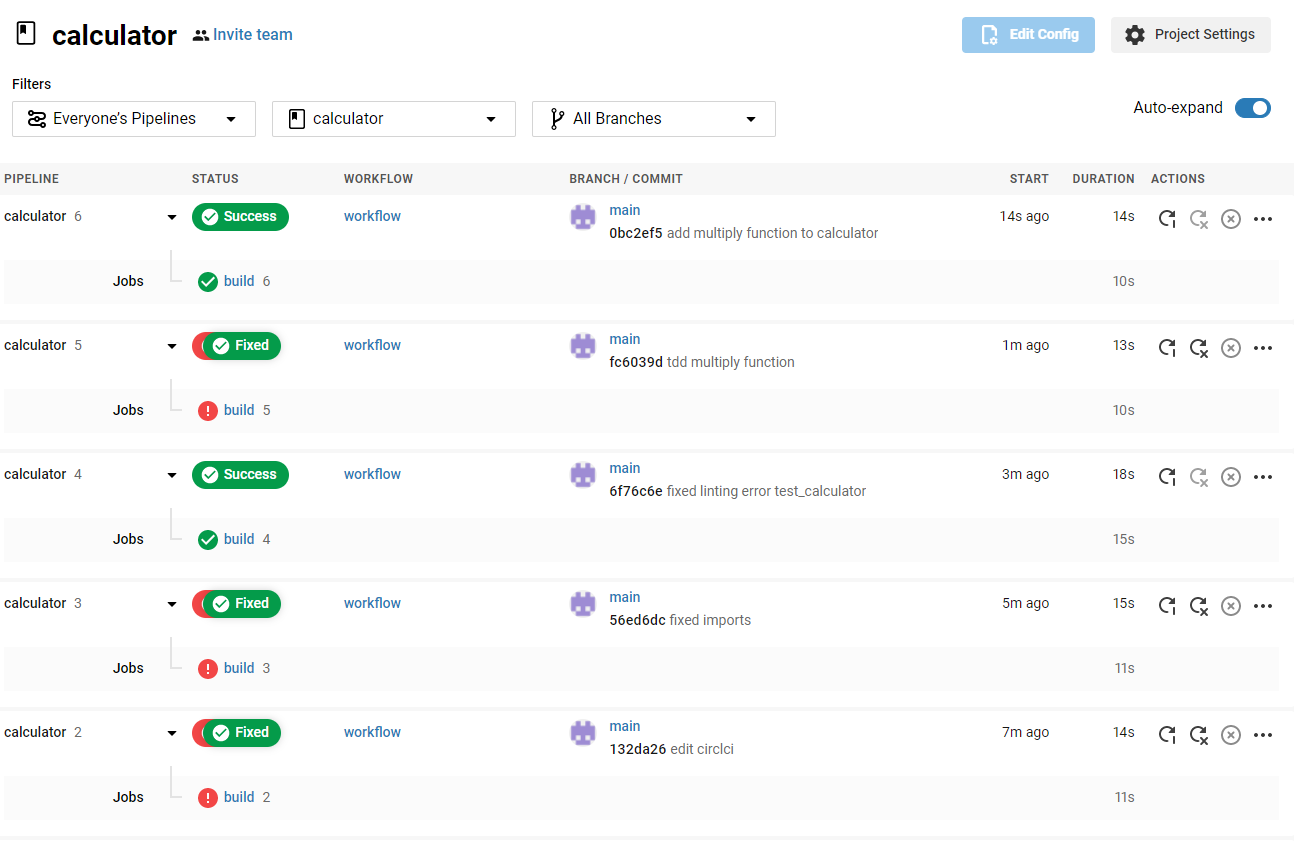 calculator Invite team Edit Config Project Settings
Filters
Everyone's Pipelines calculator All Branches Auto-expand
PIPELINE STATUS WORKFLOW BRANCH / COMMIT START DURATION ACTIONS
calculator 6 Success workflow main 14s ago 14s
0bc2ef5 add multiply function to calculator
Jobs build 6 10s
calculator 5 Fixed workflow main 1m ago 13s
fc6039d tdd multiply function
Jobs build 5 10s
calculator 4 Success workflow main 3m ago 18s
6f76c6e fixed linting error test_calculator
Jobs build 4 15s
calculator 3 Fixed workflow main 5m ago 15s
56ed6dc fixed imports
Jobs build 3 11s
calculator 2 Fixed workflow main 7m ago 14s
132da26 edit circlci
Jobs build 2 11s